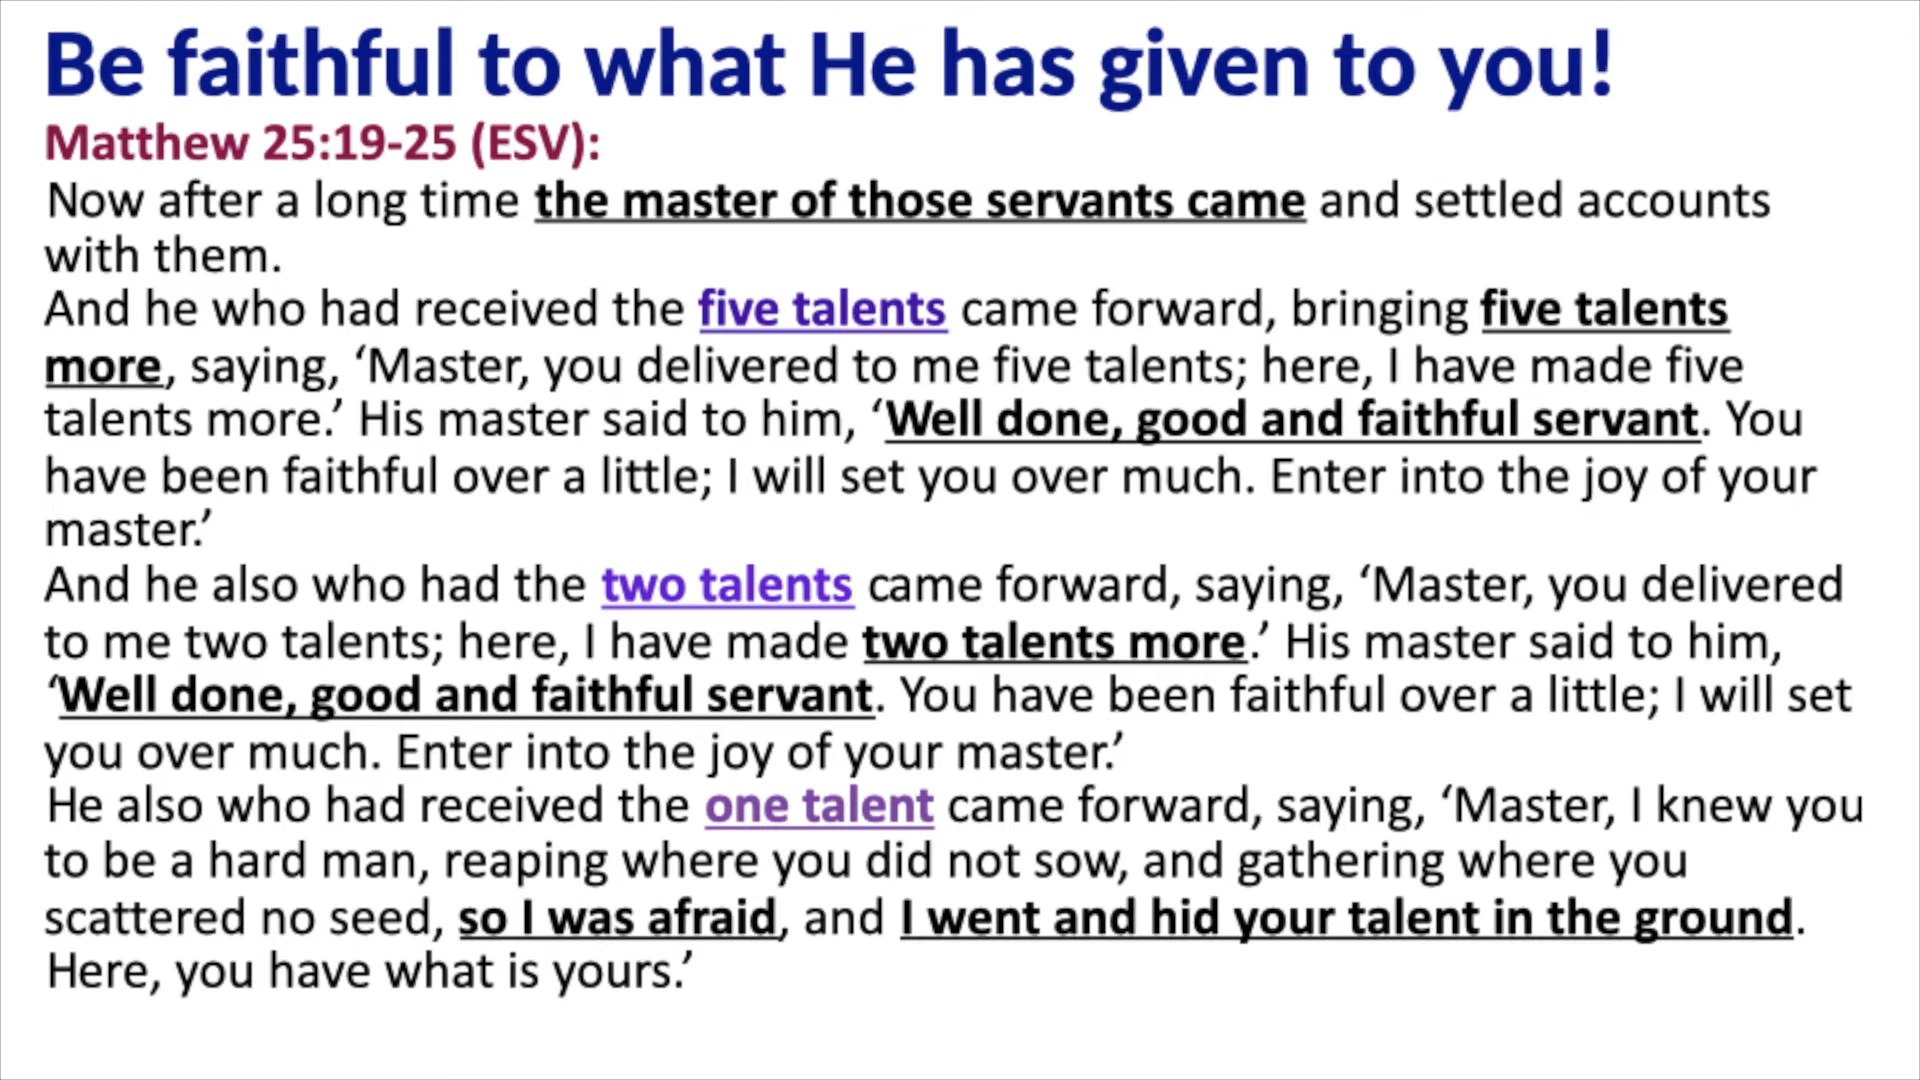 Be faithful to what He has given to you!
Matthew 25:19-25 (ESV):
Now after a long time the master of those servants came and settled accounts
with them.
And he who had received the five talents came forward, bringing five talents
more, saying, ‘Master, you delivered to me five talents; here, I have made five
talents more.’ His master said to him, ‘Well done, good and faithful servant. You
have been faithful over a little; I will set you over much. Enter into the joy of your
master.’
And he also who had the two talents came forward, saying, ‘Master, you delivered
to me two talents; here, I have made two talents more.’ His master said to him,
‘Well done, good and faithful servant. You have been faithful over a little; I will set
you over much. Enter into the joy of your master.’
He also who had received the one talent came forward, saying, ‘Master, I knew you
to be a hard man, reaping where you did not sow, and gathering where you
scattered no seed, so I was afraid, and I went and hid your talent in the ground.
Here, you have what is yours.’